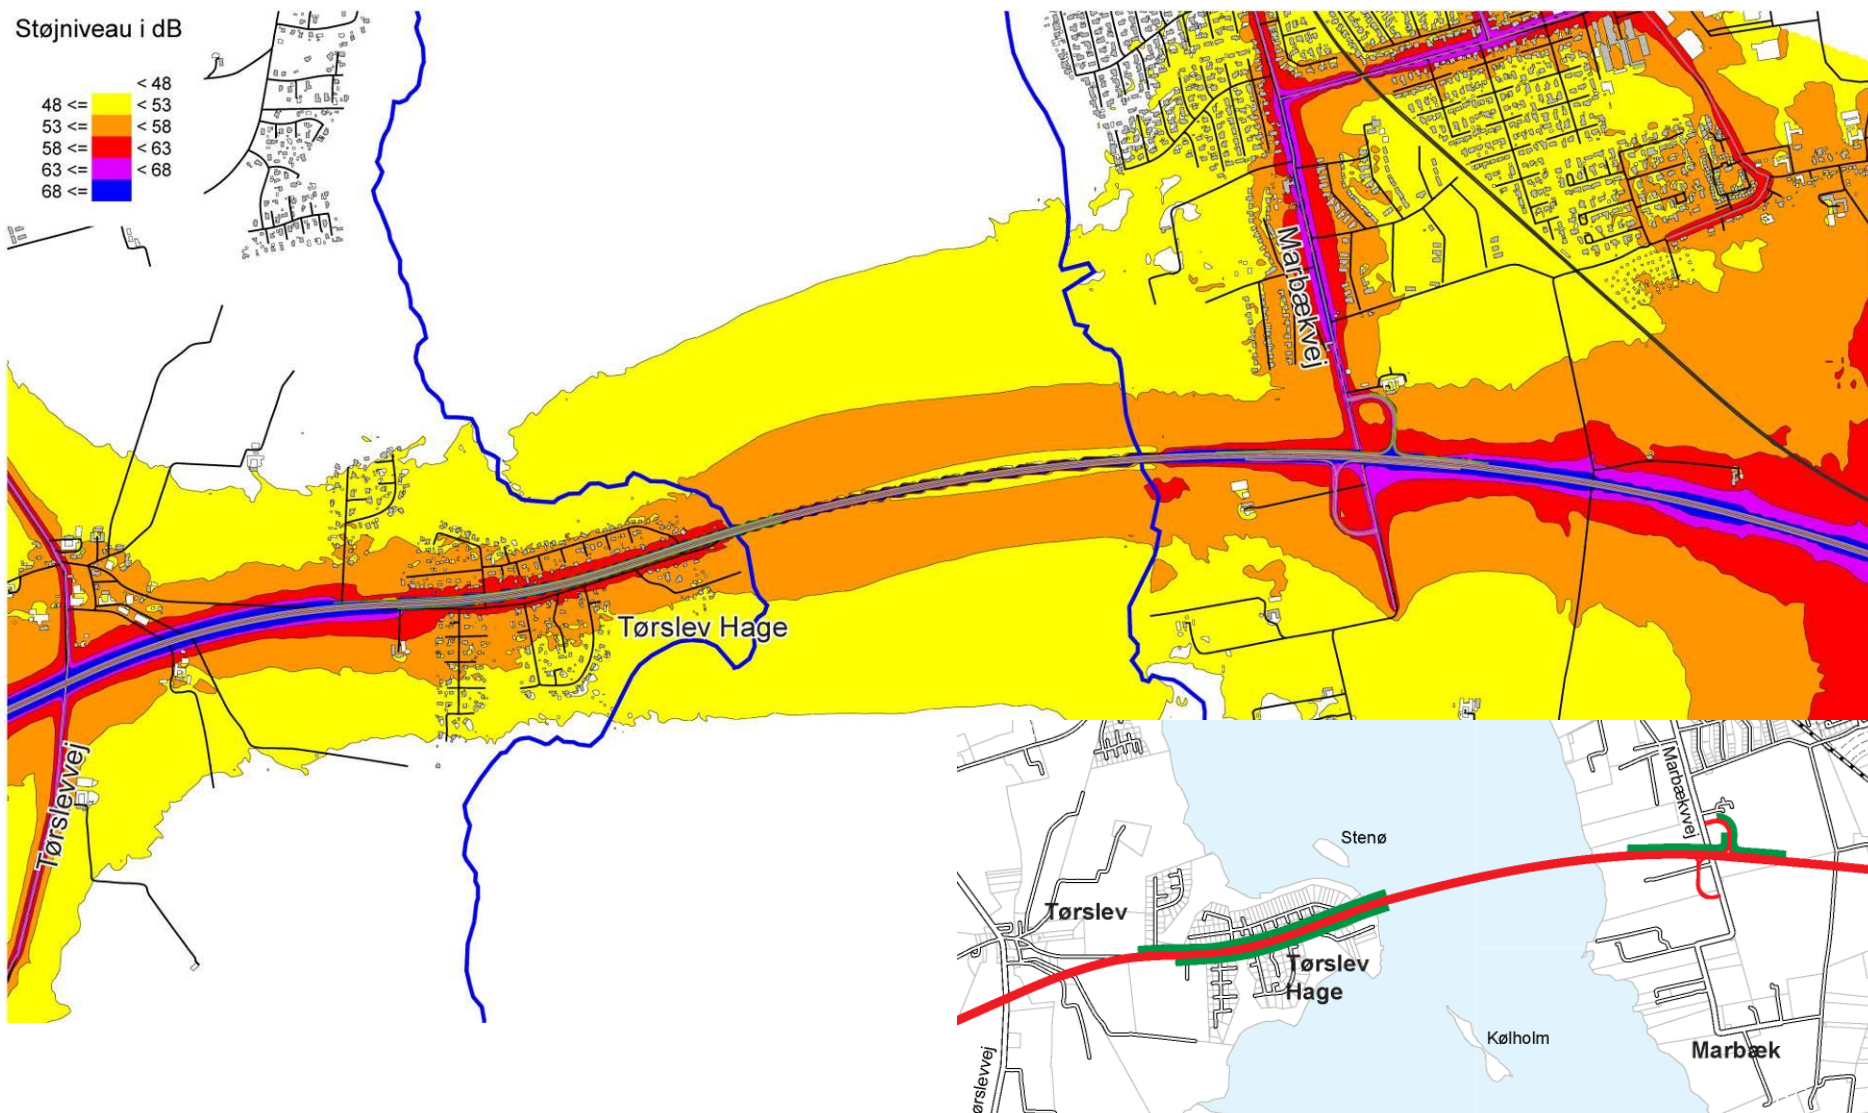 Støjniveau i dB
< 48
48 <= < 53
53 <= < 58
58 <= < 63
63 <= < 68
68 <=
Marbækvej
Tørslev Hage
Tørslevvej
Marbækvej
Stenø
Tørslev
Tørslev
Hage
Kølholm
Marbæk
ørslevvej